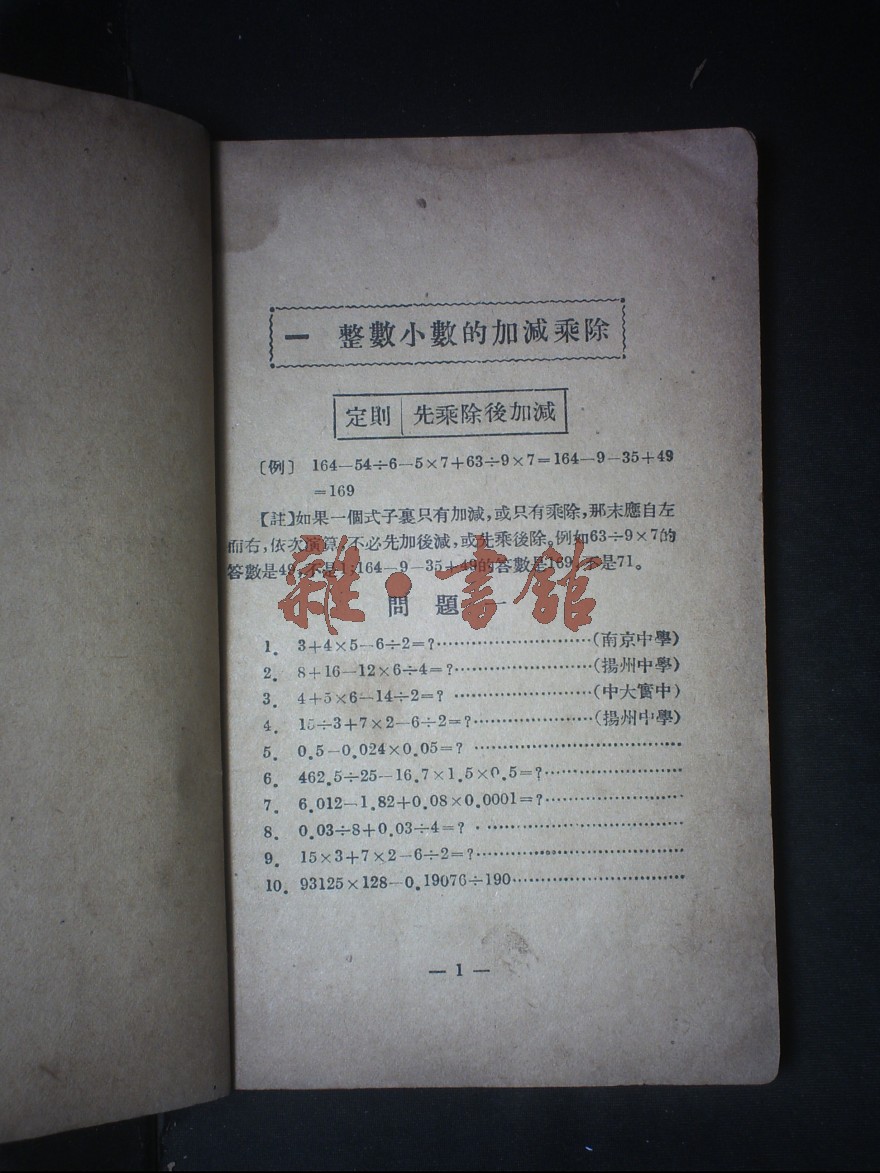 一 整數小數的加減乘除
定則 先乘除後加減
〔例〕 164—54÷6—5×7+63÷9×7=164—9—35+49
=169
【註】如果一個式子裏只有加減，或只有乘除，那末應自左
而右，依次演算，不必先加後減，或先乘後除。例如63÷9×7的
答數是49，不是1；164—9—35+49的答數是169，不是71。
雜·書館
問題一
1. 3+4×5—6÷2=?………………………(南京中學)
2. 8+16—12×6÷4=?……………………(揚州中學)
3. 4+5×6—14÷2=? ……………………(中大實中)
4. 15÷3+7×2—6÷2=?…………………(揚州中學)
5. 0.5—0.024×0.05=? ………………………………
6. 462.5÷25—16.7×1.5×0.5=?……………………
7. 6.012—1.82+0.08×0.0001=?……………………
8. 0.03÷8+0.03÷4=? ………………………………
9. 15×3+7×2—6÷2=?………………………………
10. 93125×128—0.19076÷190…………………………
— 1 —